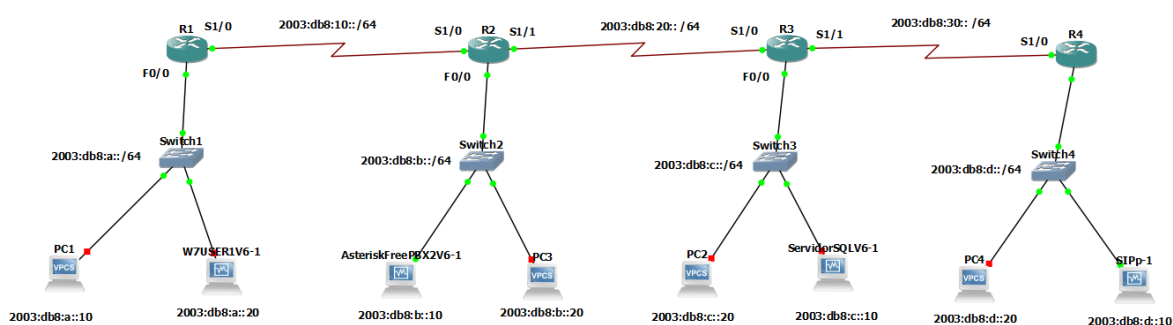 R1
S1/0
2003:db8:10:: /64
S1/0
R2
S1/1
2003:db8:20:: /64
S1/0
R3
S1/1
2003:db8:30:: /64
S1/0
R4
F0/0
F0/0
F0/0
Switch1
2003:db8:a::/64
Switch2
2003:db8:b::/64
Switch3
2003:db8:c::/64
Switch4
2003:db8:d::/64
PC1
VPCS
2003:db8:a::10
W7USER1V6-1
2003:db8:a::20
AsteriskFreePBX2V6-1
2003:db8:b::10
PC3
VPCS
2003:db8:b::20
PC2
VPCS
2003:db8:c::20
ServidorSQLV6-1
2003:db8:c::10
PC4
VPCS
2003:db8:d::20
SIPp-1
2003:db8:d::10